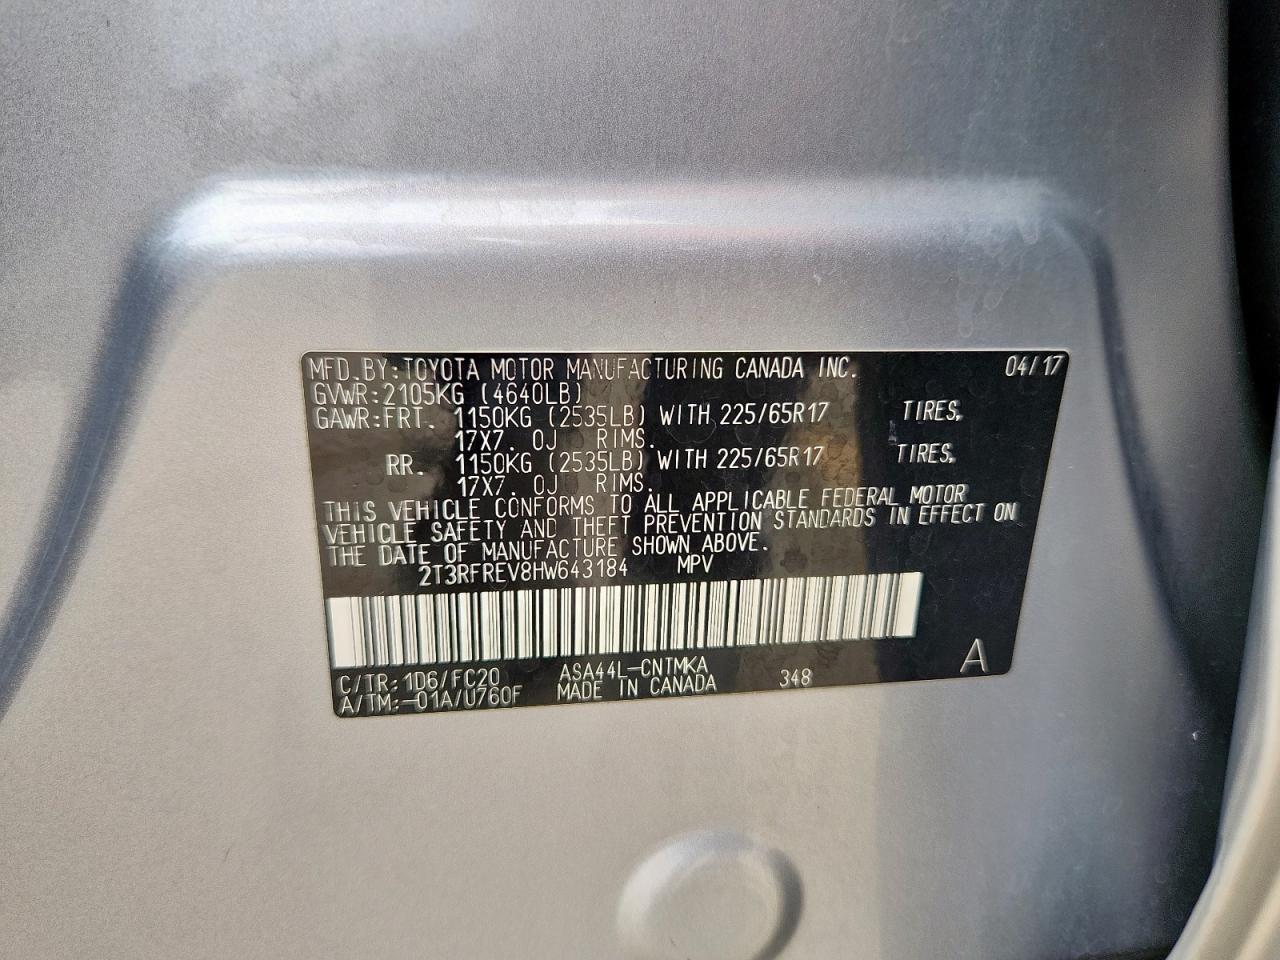 MFD.BY:TOYOTA MOTOR MANUFACTURING CANADA INC. 04/17
GVWR:2105KG (4640LB)
GAWR:FRT. 1150KG (2535LB) WITH 225/65R17 TIRES,
17X7.0J RIMS.
RR. 1150KG (2535LB) WITH 225/65R17 TIRES,
17X7.0J RIMS.
THIS VEHICLE CONFORMS TO ALL APPLICABLE FEDERAL MOTOR
VEHICLE SAFETY AND THEFT PREVENTION STANDARDS IN EFFECT ON
THE DATE OF MANUFACTURE SHOWN ABOVE.
2T3RFREV8HW643184 MPV
C/TR:1D6/FC20 ASA44L-CNTMKA A
A/TM:-01A/U760F MADE IN CANADA 348